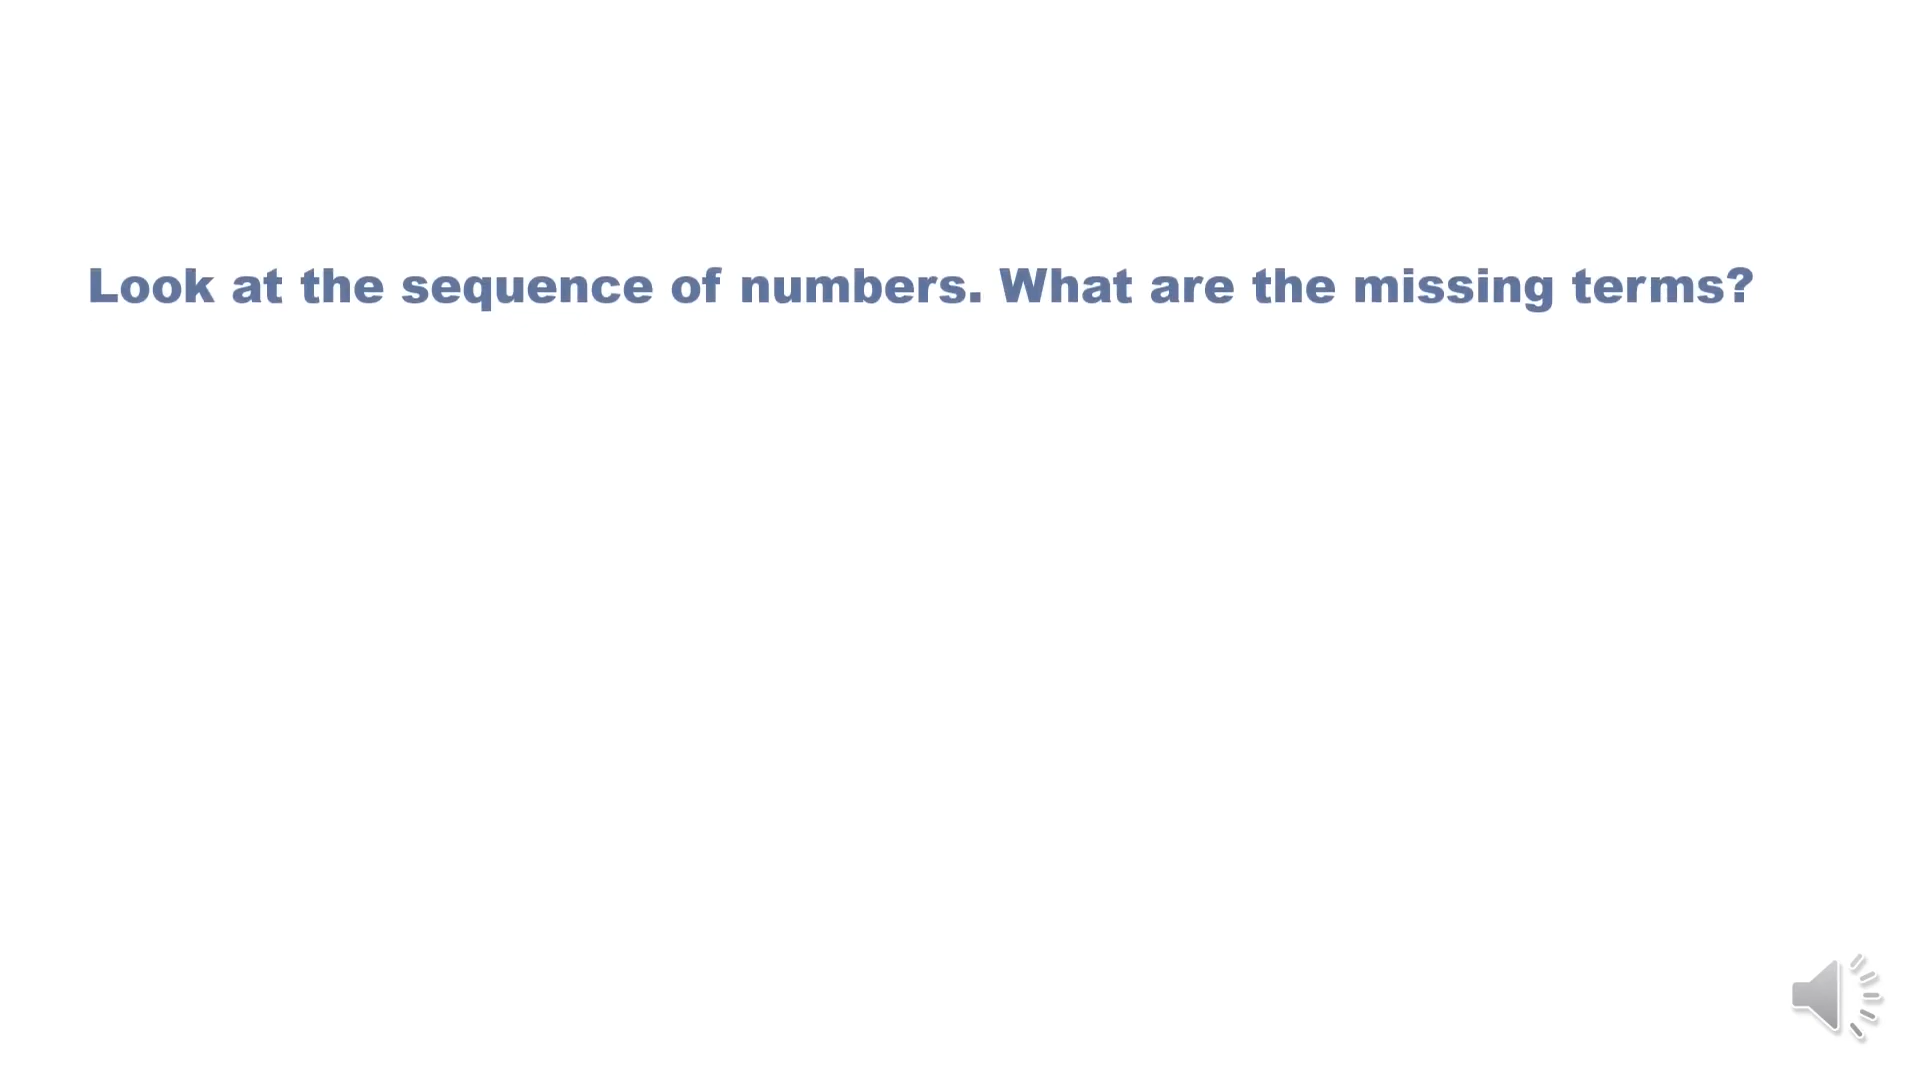 Look at the sequence of numbers. What are the missing terms?